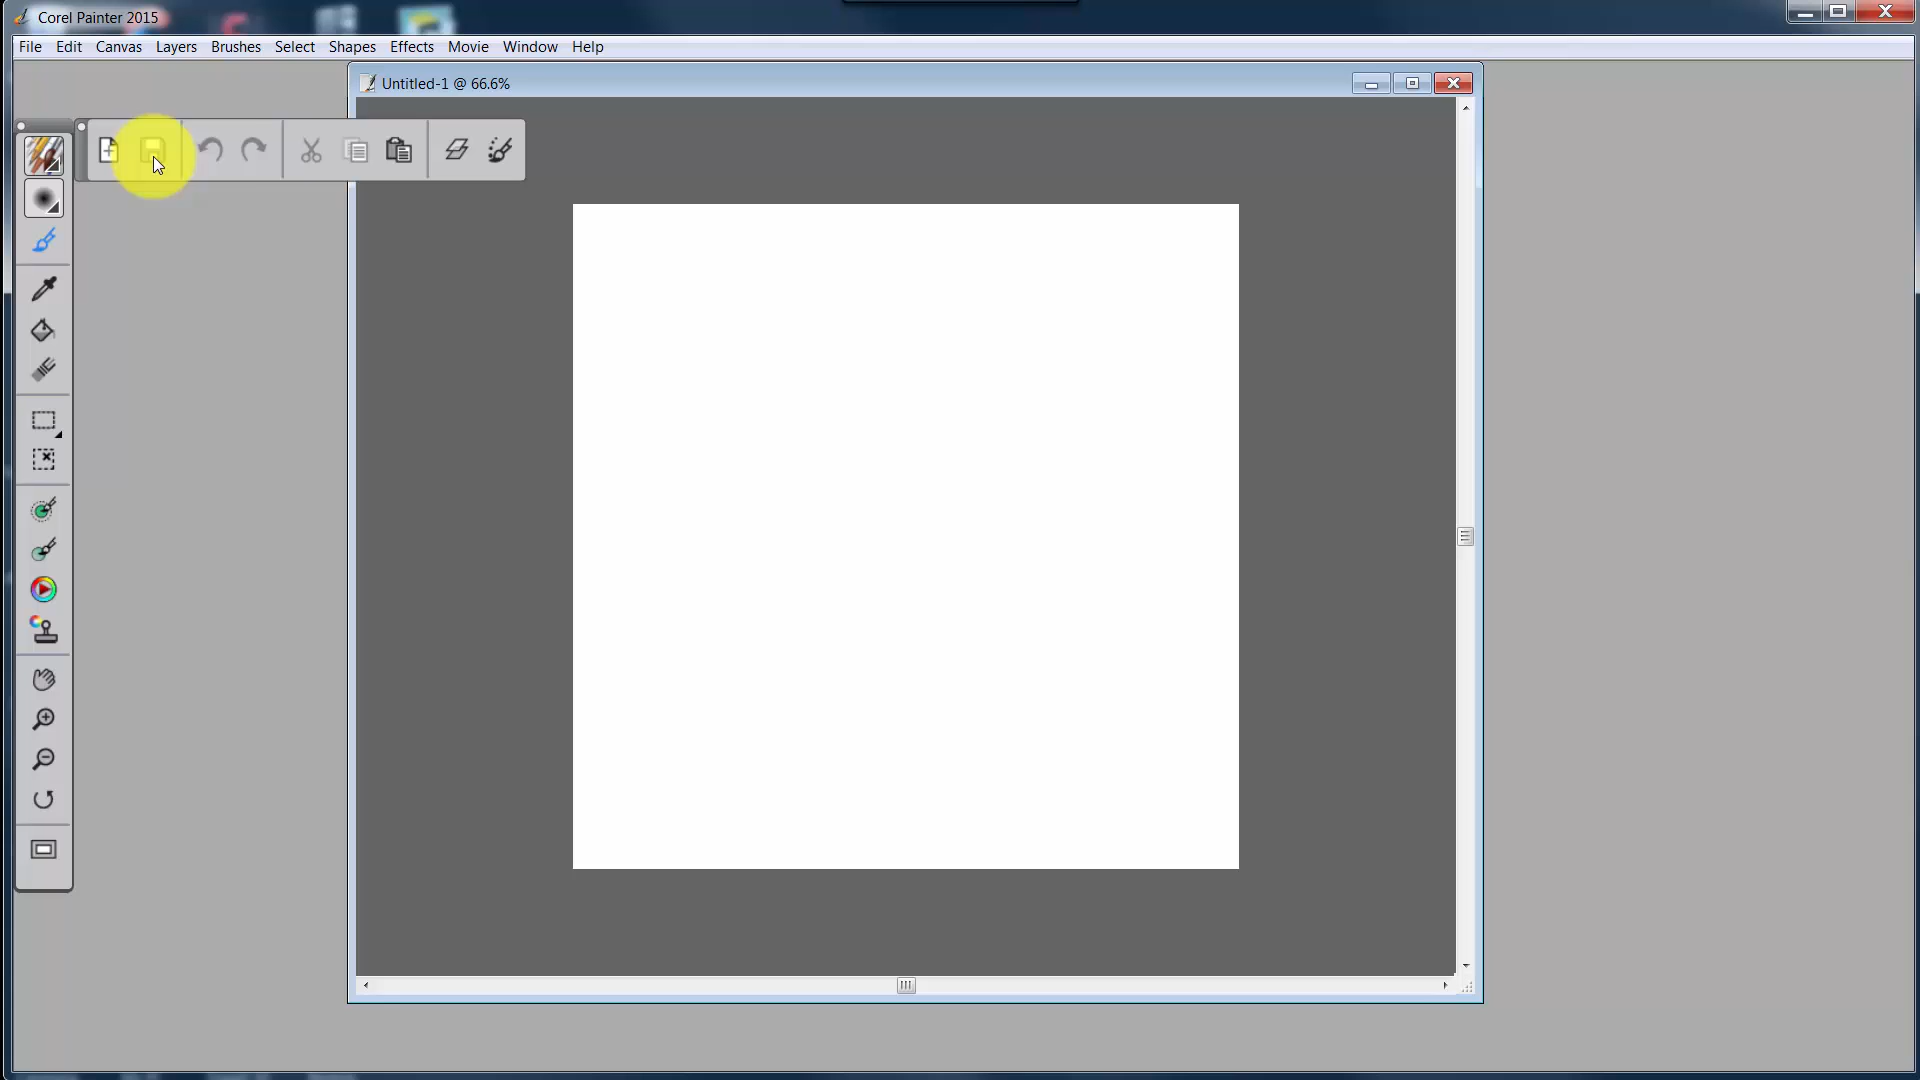 Corel Painter 2015
File Edit Canvas Layers Brushes Select Shapes Effects Movie Window Help
Untitled-1 @ 66.6%